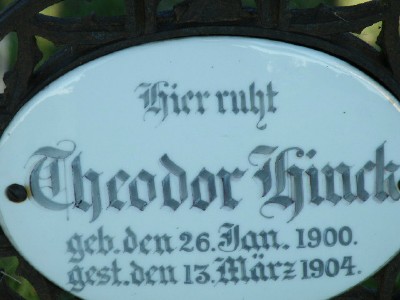 Hier ruht
Theodor Hinck
geb. den 26. Jan. 1900.
gest. den 13. März 1904.